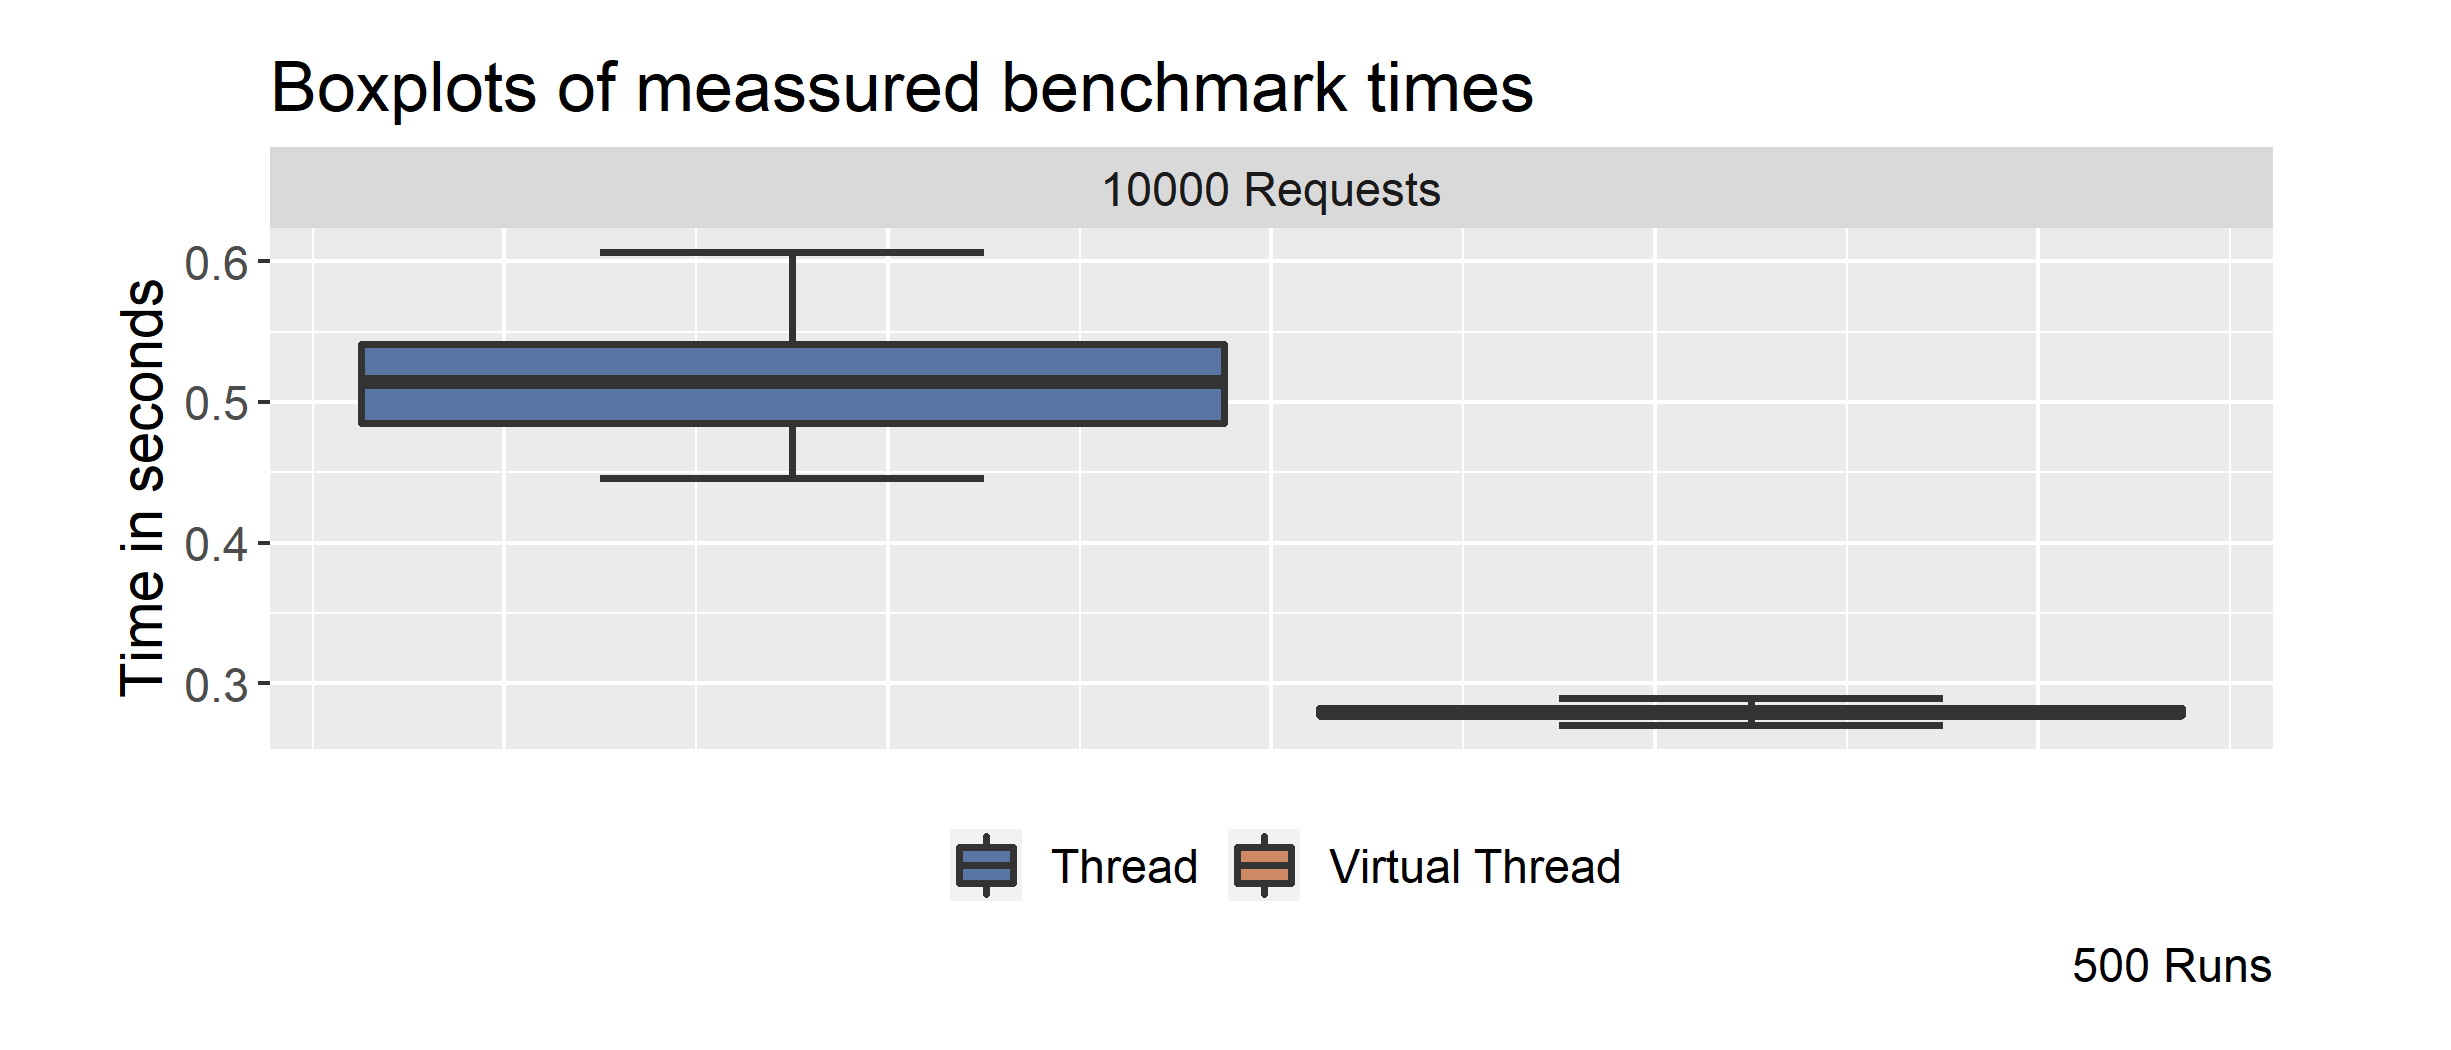 Boxplots of meassured benchmark times
10000 Requests
0.6
0.5
0.4
0.3
Time in seconds
Thread
Virtual Thread
500 Runs